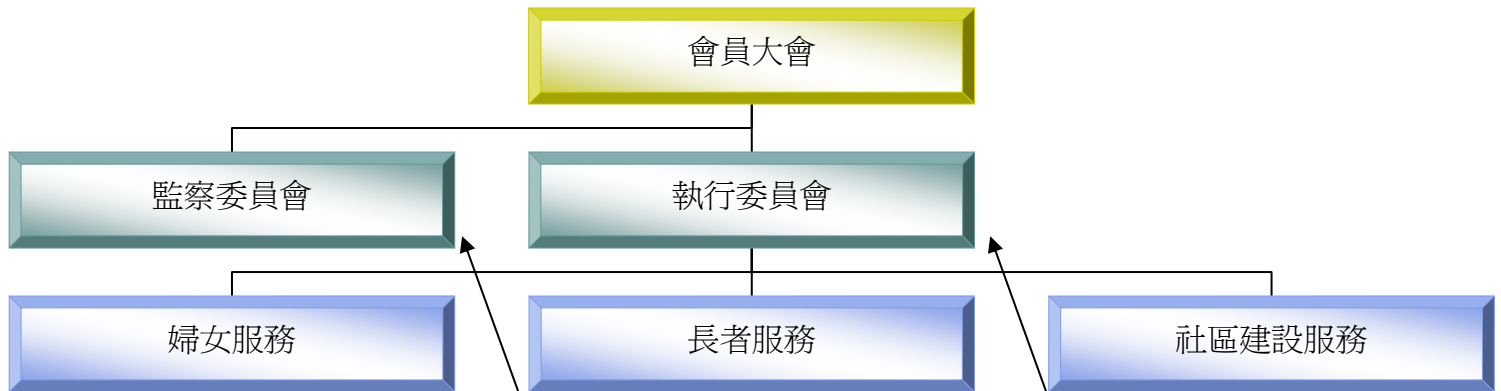 會員大會
監察委員會
執行委員會
婦女服務
長者服務
社區建設服務